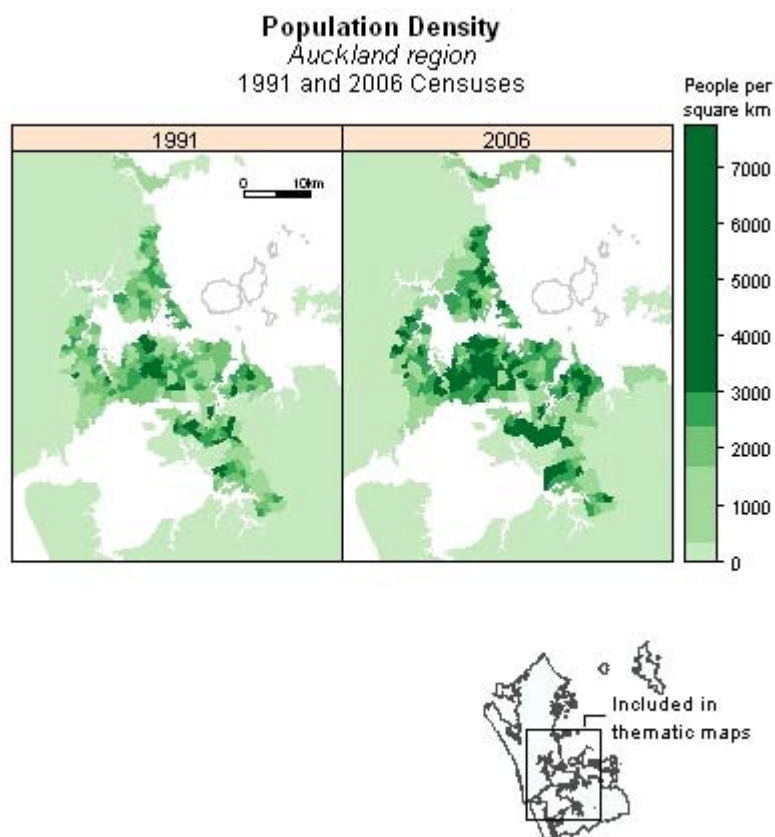 Population Density
Auckland region
1991 and 2006 Censuses
People per
square km
1991
2006
0 10km
7000
6000
5000
4000
3000
2000
1000
0
Included in
thematic maps